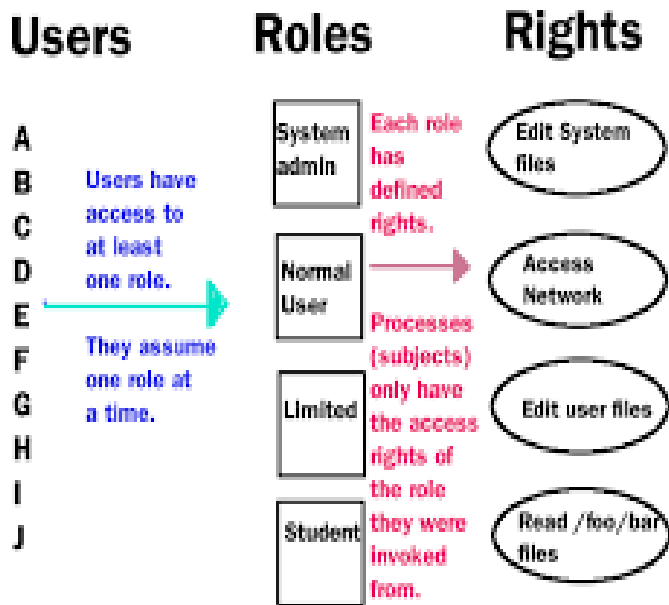 Users
Roles
Rights
A
B
C
D
E
F
G
H
I
J
Users have
access to
at least
one role.
They assume
one role at
a time.
System
admin
Normal
User
Limited
Student
Each role
has
defined
rights.
Processes
(subjects)
only have
the access
rights of
the role
they were
invoked
from.
Edit System
files
Access
Network
Edit user files
Read /foo/bar
files